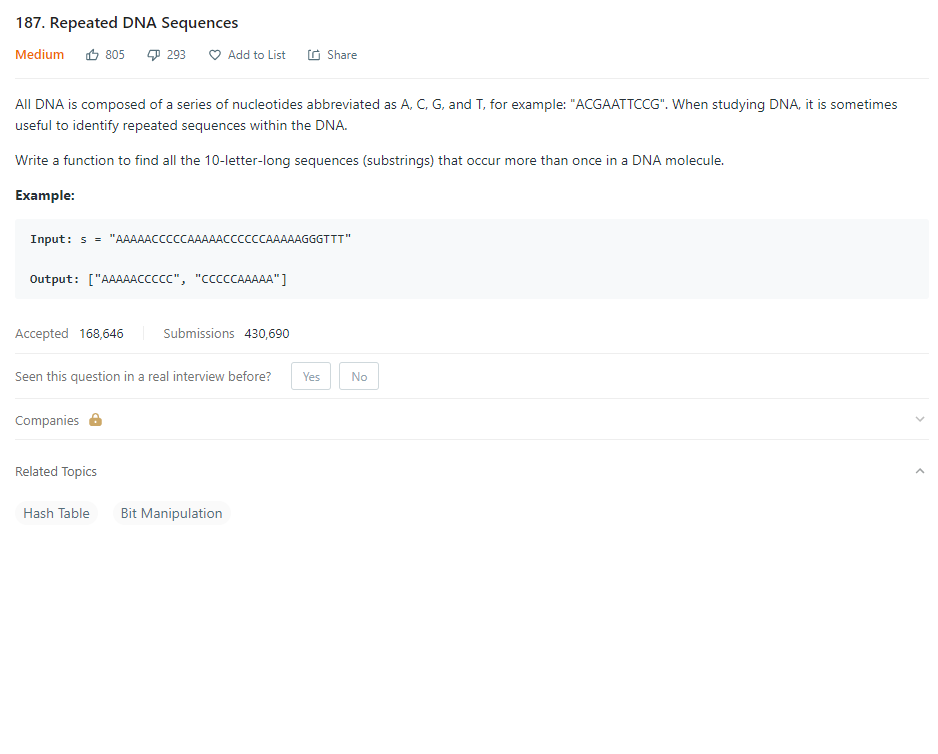 187. Repeated DNA Sequences
Medium 805 293 Add to List Share
All DNA is composed of a series of nucleotides abbreviated as A, C, G, and T, for example: "ACGAATTCCG". When studying DNA, it is sometimes
useful to identify repeated sequences within the DNA.
Write a function to find all the 10-letter-long sequences (substrings) that occur more than once in a DNA molecule.
Example:
Input: s = "AAAAACCCCCAAAAACCCCCCAAAAAGGGTTT"
Output: ["AAAAACCCCC", "CCCCCAAAAA"]
Accepted 168,646 Submissions 430,690
Seen this question in a real interview before? Yes No
Companies
Related Topics
Hash Table Bit Manipulation